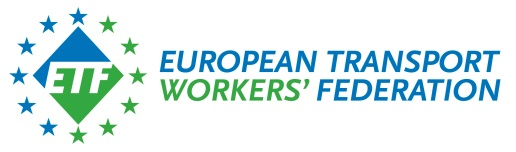 ETF
EUROPEAN TRANSPORT
WORKERS’ FEDERATION